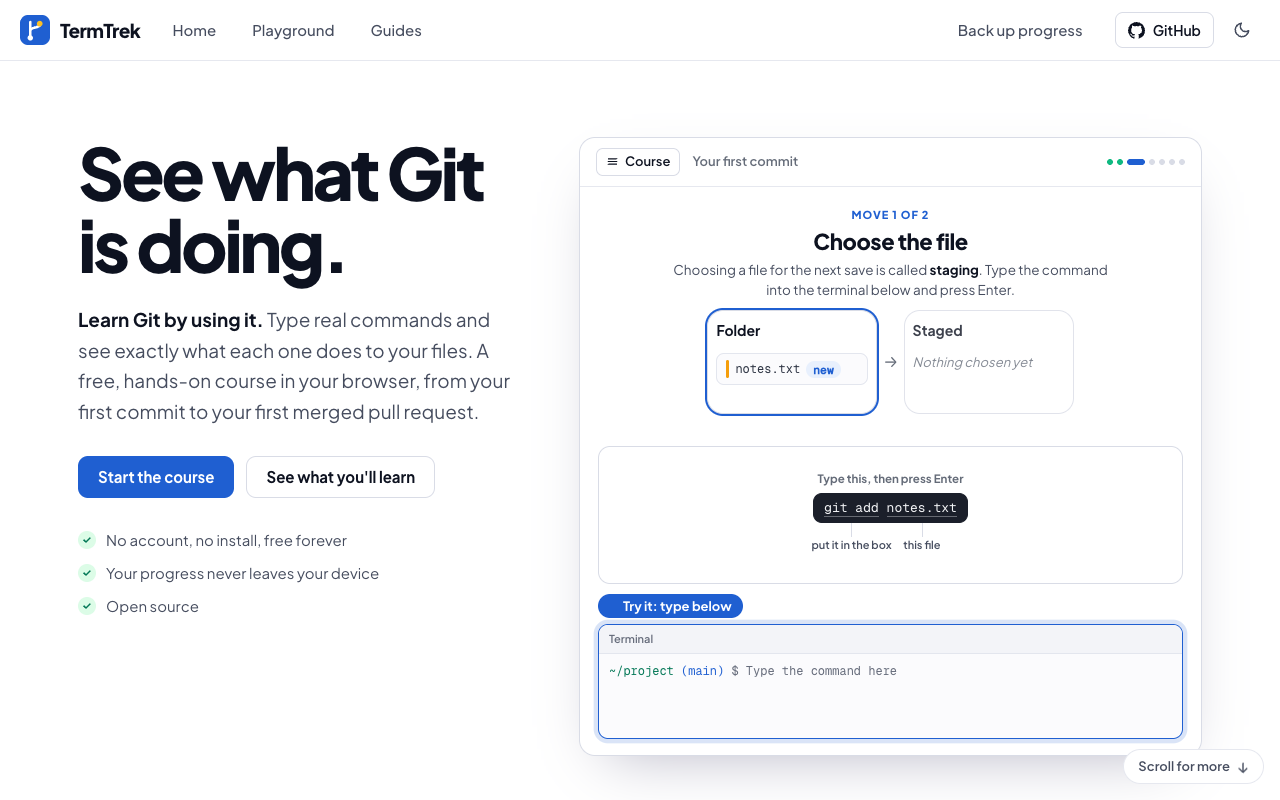 TermTrek
Home
Playground
Guides
Back up progress
GitHub
See what Git
is doing.
Learn Git by using it. Type real commands and
see exactly what each one does to your files. A
free, hands-on course in your browser, from your
first commit to your first merged pull request.
Start the course
See what you'll learn
No account, no install, free forever
Your progress never leaves your device
Open source
Course
Your first commit
MOVE 1 OF 2
Choose the file
Choosing a file for the next save is called staging. Type the command
into the terminal below and press Enter.
Folder
notes.txt new
Staged
Nothing chosen yet
Type this, then press Enter
git add notes.txt
put it in the box
this file
Try it: type below
Terminal
~/project (main) $ Type the command here
Scroll for more